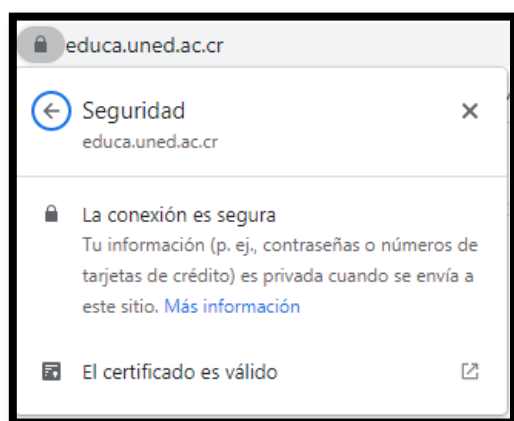 educa.uned.ac.cr
Seguridad
educa.uned.ac.cr
La conexión es segura
Tu información (p. ej., contraseñas o números de
tarjetas de crédito) es privada cuando se envía a
este sitio. Más información
El certificado es válido